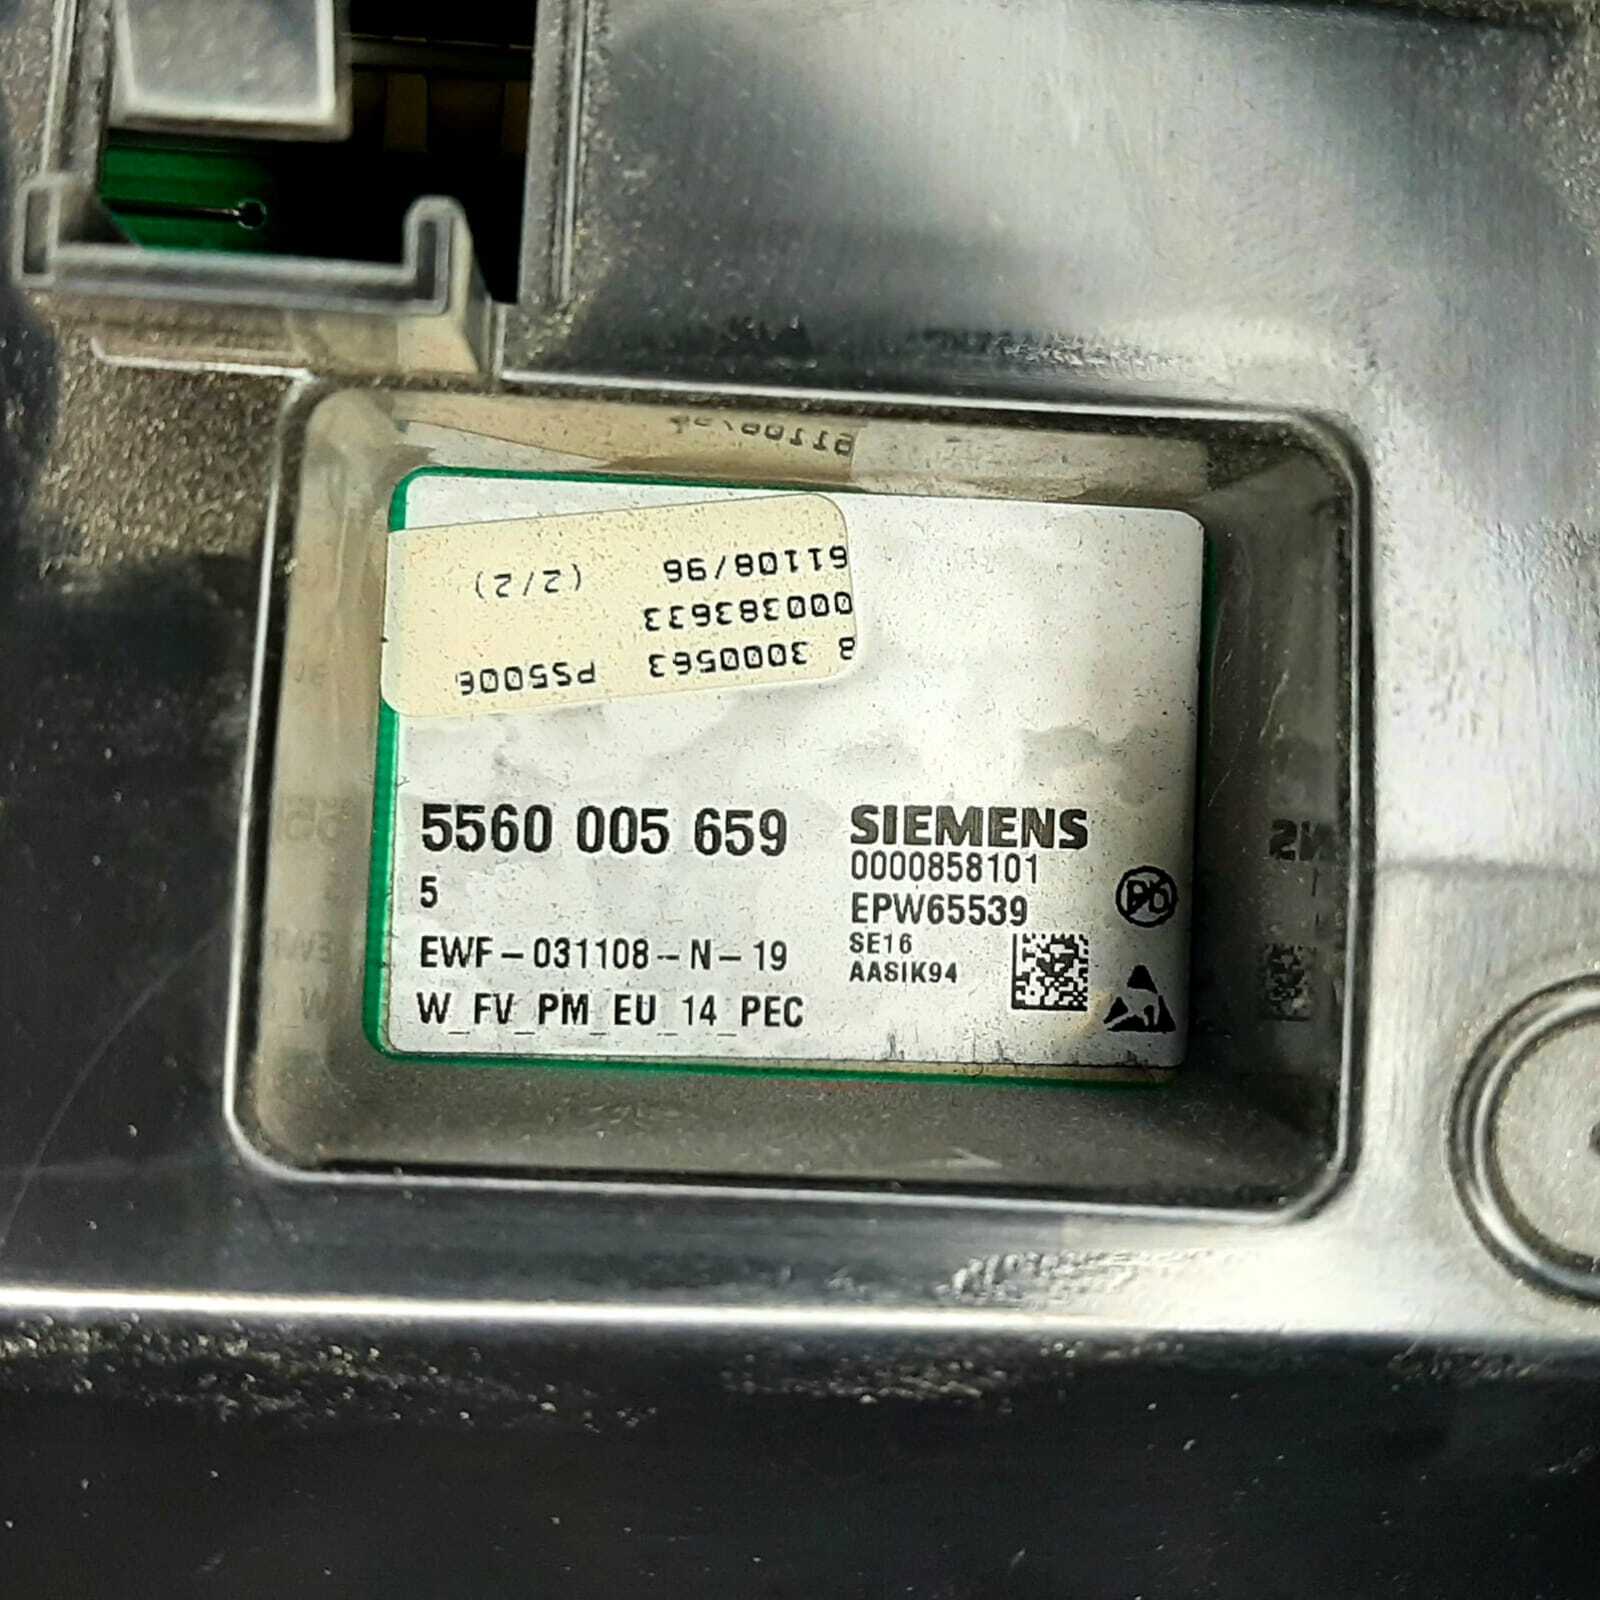 8 3000563 PS5006
000383633
61108/96 (2/2)
5560 005 659
5
EWF-031108-N-19
W_FV_PM_EU_14_PEC
SIEMENS
0000858101
EPW65539
SE16
AASIK94
Pb